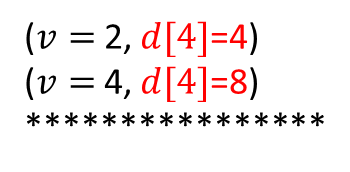 (v = 2, d[4]=4)
(v = 4, d[4]=8)
****************